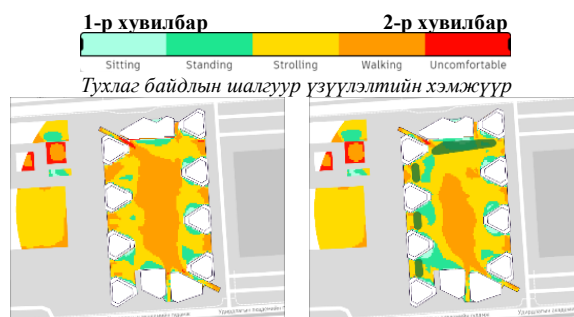 1-р хувилбар 2-р хувилбар
Sitting Standing Strolling Walking Uncomfortable
Тухлаг байдлын шалгуур үзүүлэлтийн хэмжүүр